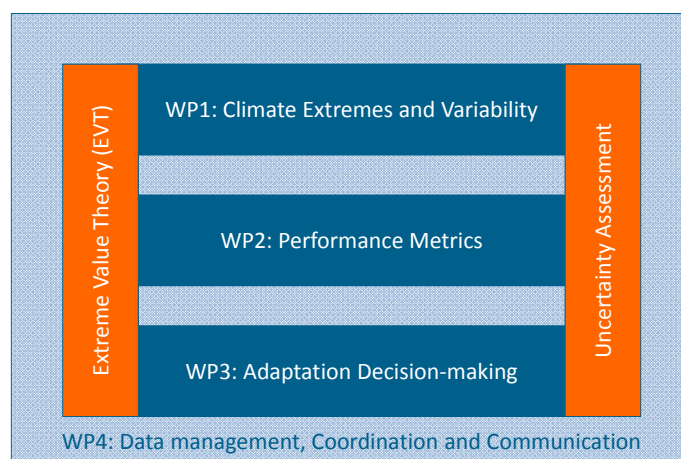 Extreme Value Theory (EVT)
WP1: Climate Extremes and Variability
WP2: Performance Metrics
WP3: Adaptation Decision-making
Uncertainty Assessment
WP4: Data management, Coordination and Communication